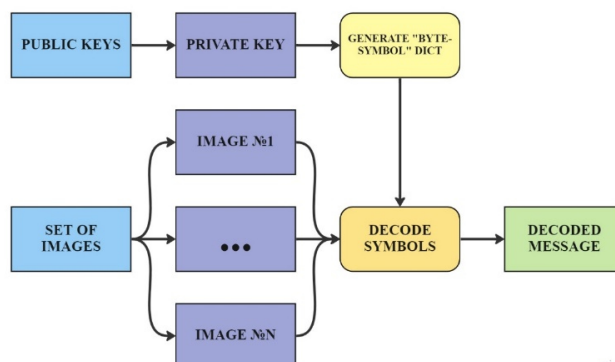 PUBLIC KEYS
PRIVATE KEY
GENERATE "BYTE-
SYMBOL" DICT
IMAGE №1
SET OF
IMAGES
•••
DECODE
SYMBOLS
DECODED
MESSAGE
IMAGE №N